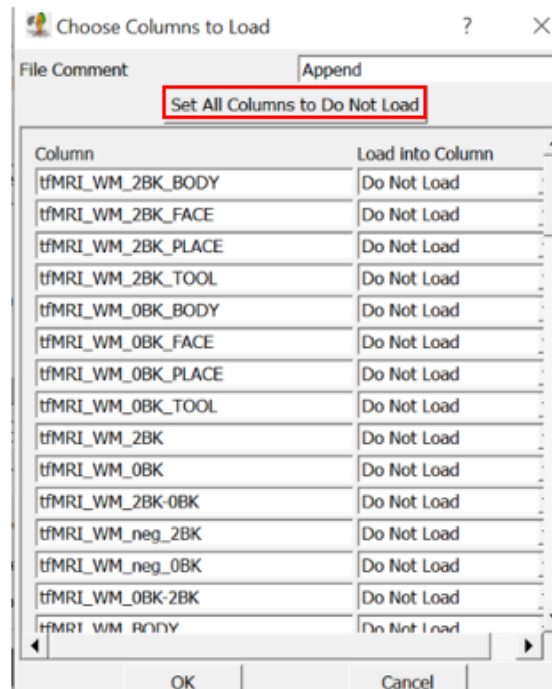 Choose Columns to Load ?
File Comment Append
Set All Columns to Do Not Load
Column Load into Column
tfMRI_WM_2BK_BODY Do Not Load
tfMRI_WM_2BK_FACE Do Not Load
tfMRI_WM_2BK_PLACE Do Not Load
tfMRI_WM_2BK_TOOL Do Not Load
tfMRI_WM_0BK_BODY Do Not Load
tfMRI_WM_0BK_FACE Do Not Load
tfMRI_WM_0BK_PLACE Do Not Load
tfMRI_WM_0BK_TOOL Do Not Load
tfMRI_WM_2BK Do Not Load
tfMRI_WM_0BK Do Not Load
tfMRI_WM_2BK-0BK Do Not Load
tfMRI_WM_neg_2BK Do Not Load
tfMRI_WM_neg_0BK Do Not Load
tfMRI_WM_0BK-2BK Do Not Load
tfMRI_WM_BODY Do Not Load
OK Cancel